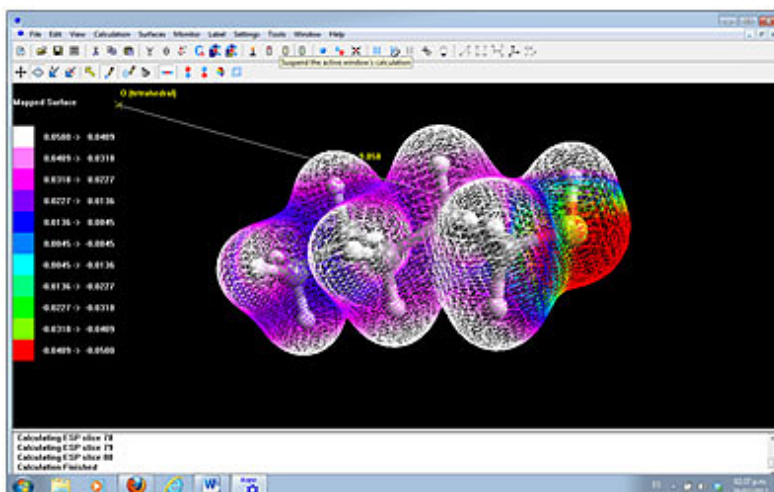 File Edit View Calculation Surfaces Monitor Label Settings Tools Window Help
Suspend the active window's calculation
O (tetrahedral)
Mapped Surface
9.050
0.0500 -> 0.0409
0.0409 -> 0.0318
0.0318 -> 0.0227
0.0227 -> 0.0136
0.0136 -> 0.0045
0.0045 -> -0.0045
-0.0045 -> -0.0136
-0.0136 -> -0.0227
-0.0227 -> -0.0318
-0.0318 -> -0.0409
-0.0409 -> -0.0500
Calculating ESP slice 78
Calculating ESP slice 79
Calculating ESP slice 80
Calculation Finished
02:37 p.m.